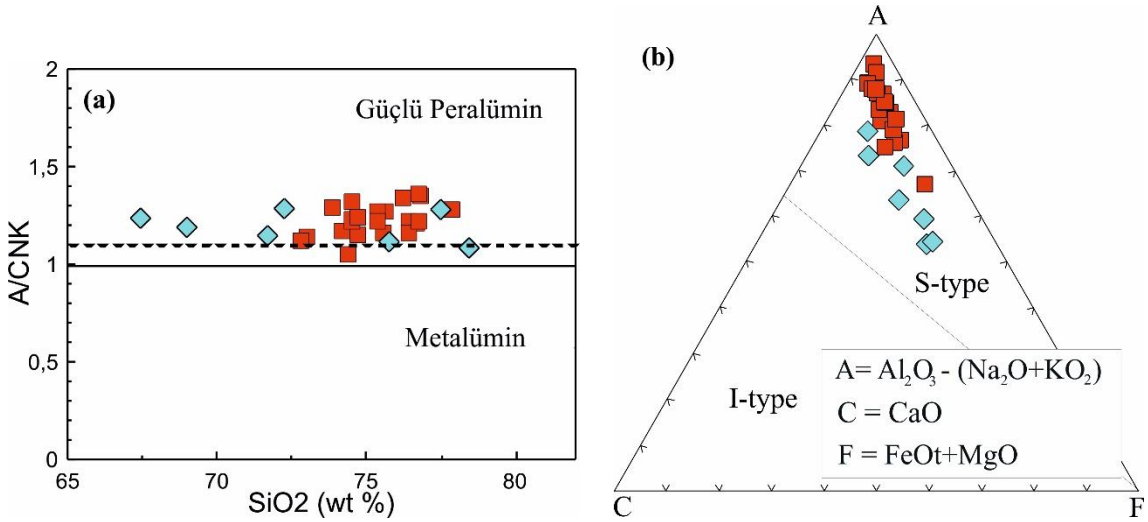 (a)
Güçlü Peralümin
Metalümin
A/CNK
2
1,5
1
0,5
0
65
70
75
80
SiO2 (wt %)
(b)
A
S-type
I-type
A= Al₂O₃ - (Na₂O+KO₂)
C = CaO
F = FeOt+MgO
C
F